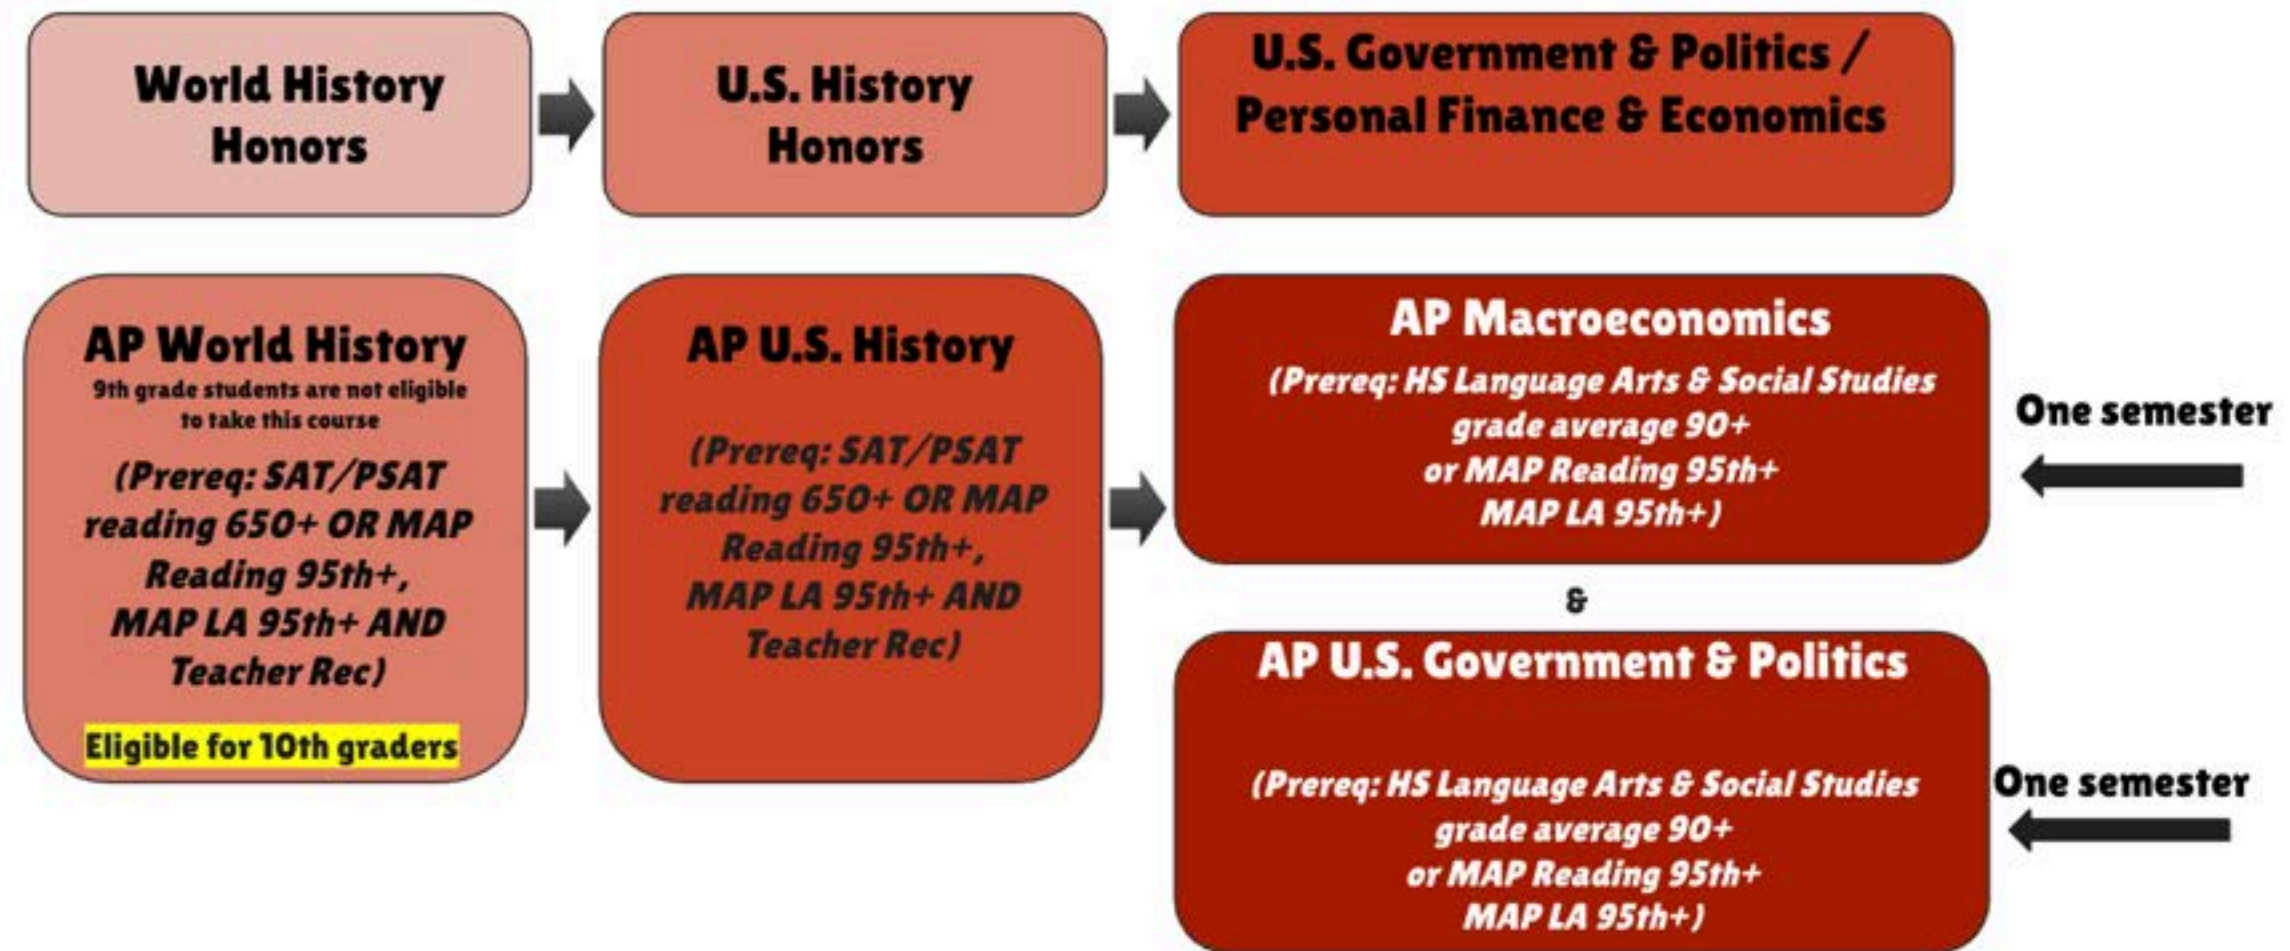 World History
Honors
U.S. History
Honors
U.S. Government & Politics /
Personal Finance & Economics
AP World History
9th grade students are not eligible
to take this course
(Prereq: SAT/PSAT
reading 650+ OR MAP
Reading 95th+,
MAP LA 95th+ AND
Teacher Rec)
Eligible for 10th graders
AP U.S. History
(Prereq: SAT/PSAT
reading 650+ OR MAP
Reading 95th+,
MAP LA 95th+ AND
Teacher Rec)
AP Macroeconomics
(Prereq: HS Language Arts & Social Studies
grade average 90+
or MAP Reading 95th+
MAP LA 95th+)
One semester
&
AP U.S. Government & Politics
(Prereq: HS Language Arts & Social Studies
grade average 90+
or MAP Reading 95th+
MAP LA 95th+)
One semester